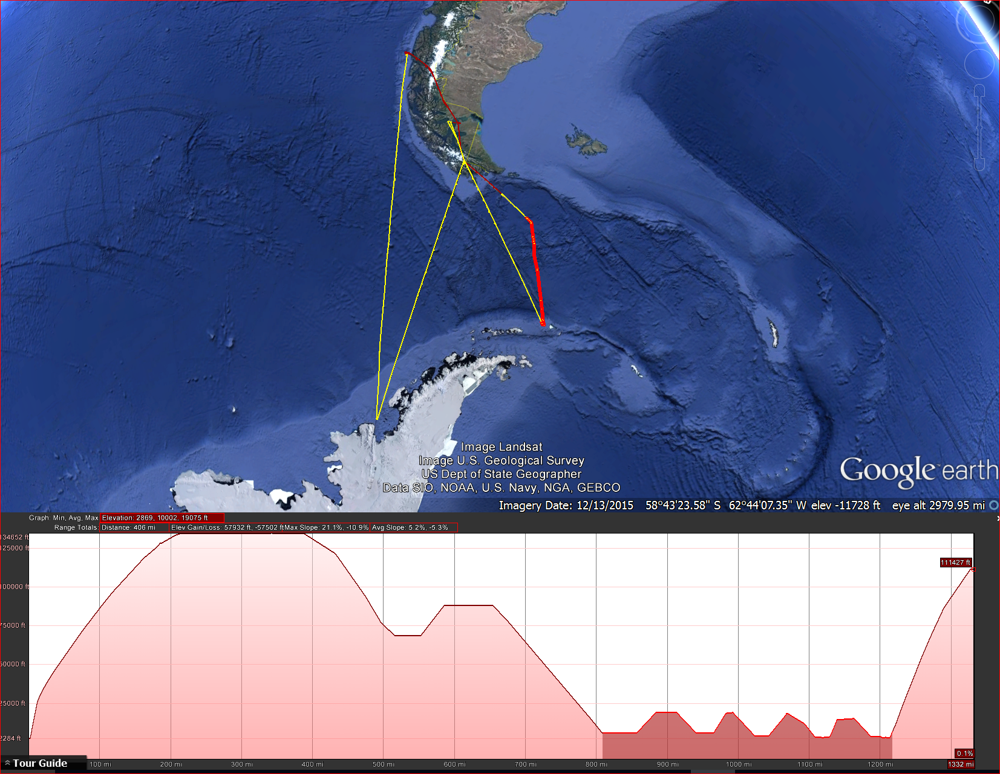 Image Landsat
Image U.S. Geological Survey
US Dept of State Geographer
Data SIO, NOAA, U.S. Navy, NGA, GEBCO
Google earth
Imagery Date: 12/13/2015 58°43'23.58" S 62°44'07.35" W elev -11728 ft eye alt 2979.95 mi
Graph: Min, Avg, Max Elevation: 2869, 10002, 19075 ft
Range Totals: Distance: 406 mi Elev Gain/Loss: 57932 ft, -57502 ft Max Slope: 21.1%, -10.9% Avg Slope: 5.2%, -5.3%
134652 ft
125000 ft
111427 ft
100000 ft
75000 ft
50000 ft
25000 ft
2284 ft
0.1%
Tour Guide
100 mi 200 mi 300 mi 400 mi 500 mi 600 mi 700 mi 800 mi 900 mi 1000 mi 1100 mi 1200 mi 1332 mi